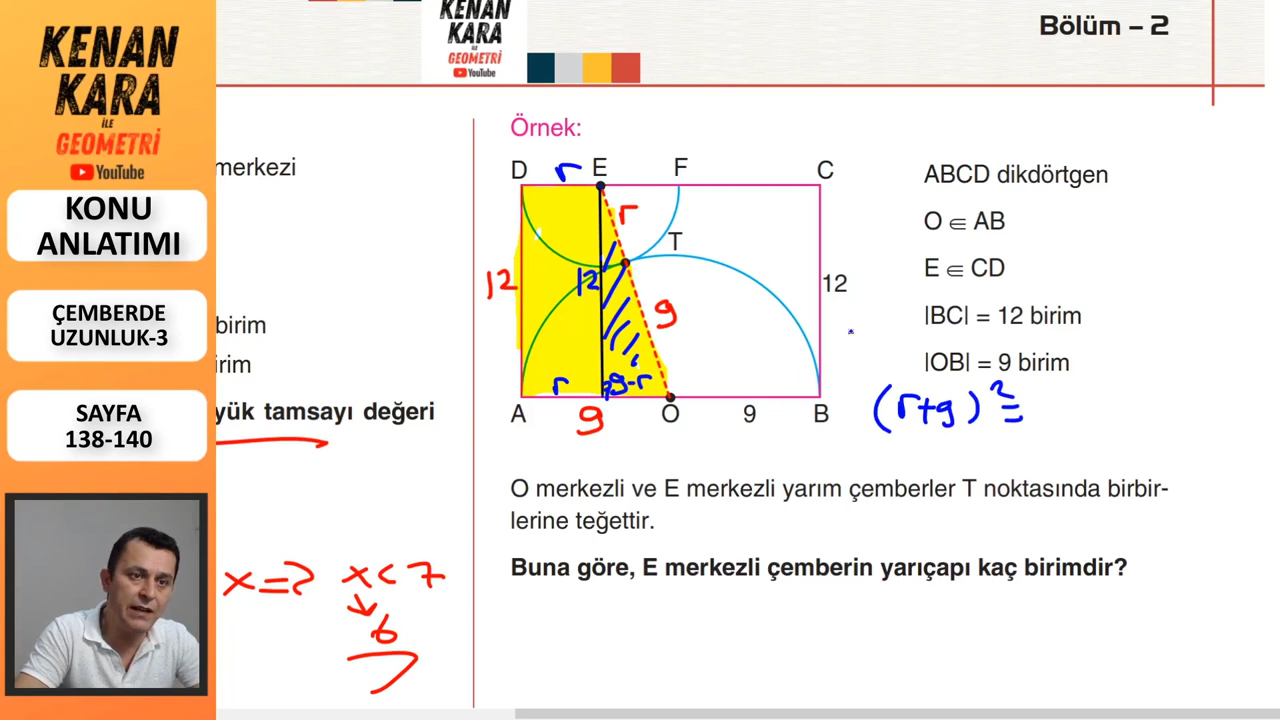 KENAN
KARA
İLE
GEOMETRİ
YouTube
KONU
ANLATIMI
ÇEMBERDE
UZUNLUK-3
SAYFA
138-140
KENAN
KARA
İLE
GEOMETRİ
YouTube
Bölüm – 2
merkezi
birim
irim
yük tamsayı değeri
x=? x<7
6
Örnek:
D r E F C
r
T
12 12 12
9
r 9-r
A O 9 B
9
ABCD dikdörtgen
O ∈ AB
E ∈ CD
|BC| = 12 birim
|OB| = 9 birim
(r+9)² =
O merkezli ve E merkezli yarım çemberler T noktasında birbir-
lerine teğettir.
Buna göre, E merkezli çemberin yarıçapı kaç birimdir?